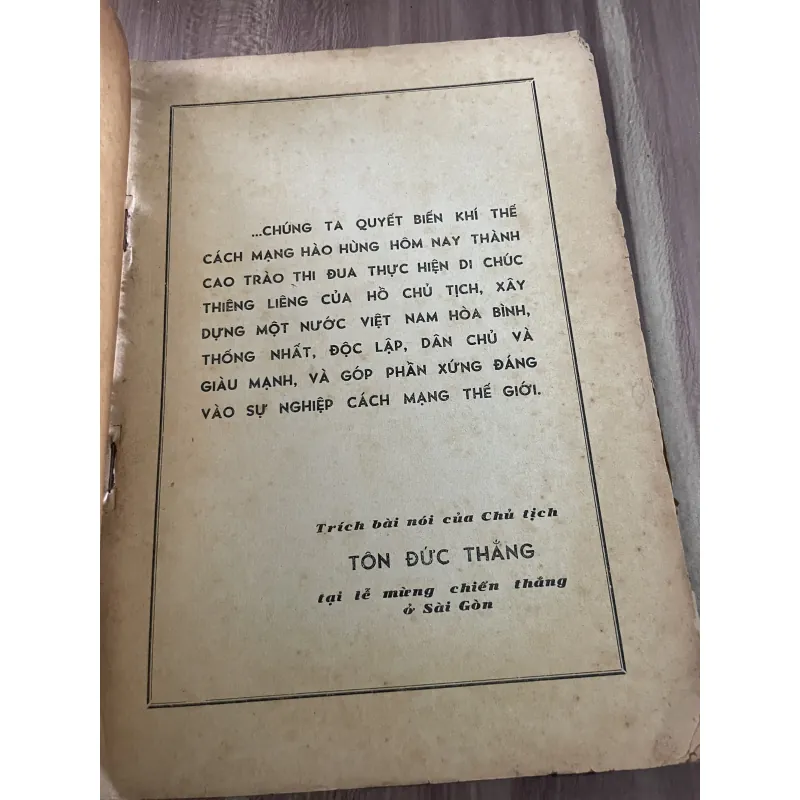 ...CHÚNG TA QUYẾT BIẾN KHÍ THẾ
CÁCH MẠNG HÀO HÙNG HÔM NAY THÀNH
CAO TRÀO THI ĐUA THỰC HIỆN DI CHÚC
THIÊNG LIÊNG CỦA HỒ CHỦ TỊCH, XÂY
DỰNG MỘT NƯỚC VIỆT NAM HÒA BÌNH,
THỐNG NHẤT, ĐỘC LẬP, DÂN CHỦ VÀ
GIÀU MẠNH, VÀ GÓP PHẦN XỨNG ĐÁNG
VÀO SỰ NGHIỆP CÁCH MẠNG THẾ GIỚI.
Trích bài nói của Chủ tịch
TÔN ĐỨC THẮNG
tại lễ mừng chiến thắng
ở Sài Gòn